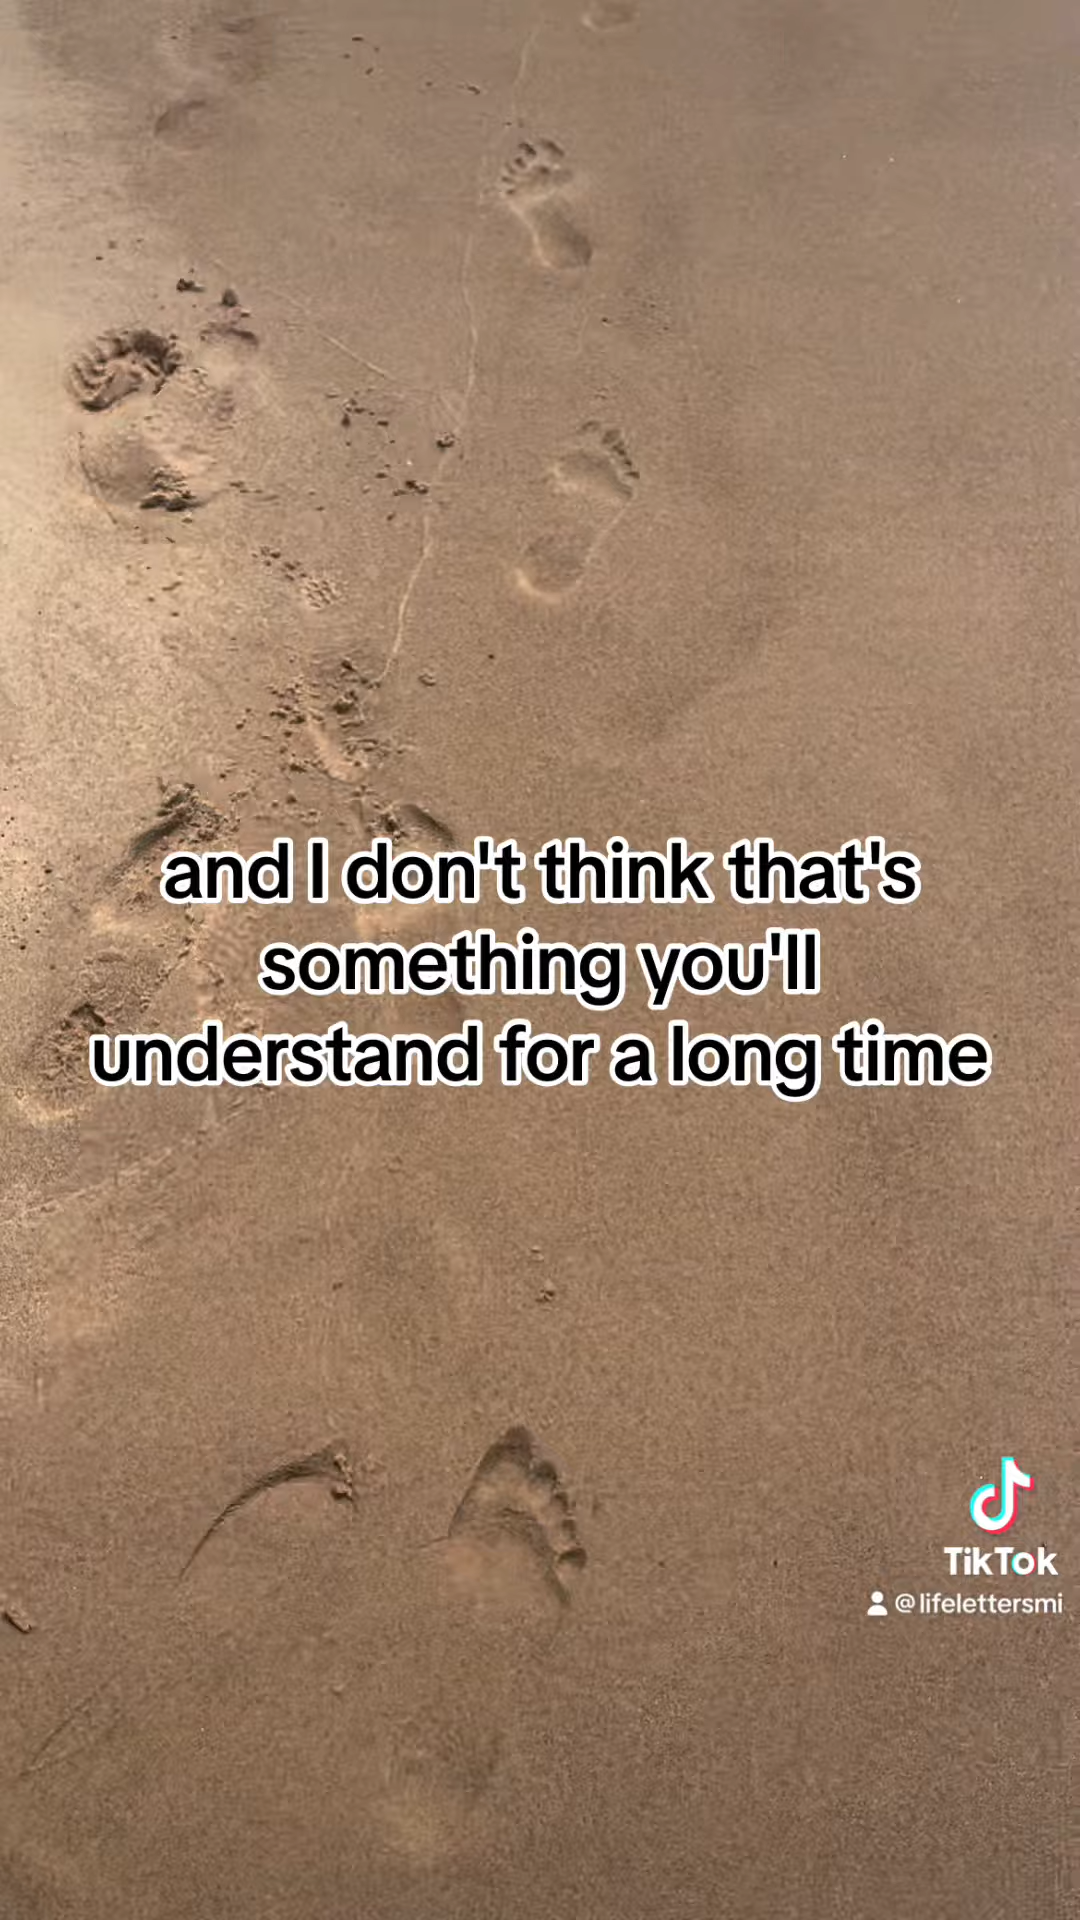 and I don't think that's
something you'll
understand for a long time
TikTok
@lifelettersmi